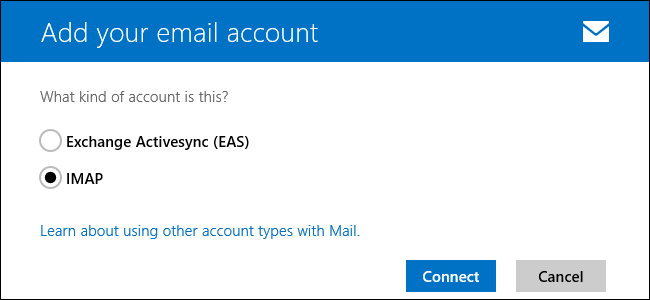 Add your email account
What kind of account is this?
Exchange Activesync (EAS)
IMAP
Learn about using other account types with Mail.
Connect
Cancel